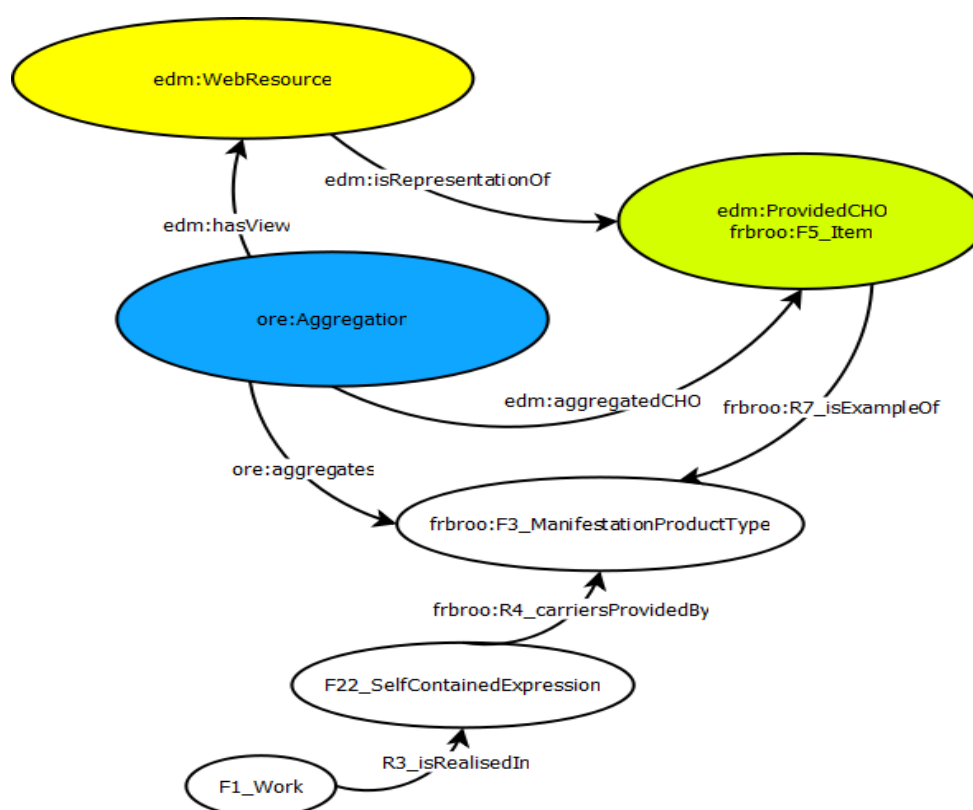 edm:WebResource
edm:isRepresentationOf
edm:ProvidedCHO
frbroo:F5_Item
edm:hasView
ore:Aggregatior
edm:aggregatedCHO
frbroo:R7_isExampleOf
ore:aggregates
frbroo:F3_ManifestationProductType
frbroo:R4_carriersProvidedBy
F22_SelfContainedExpression
R3_isRealisedIn
F1_Work